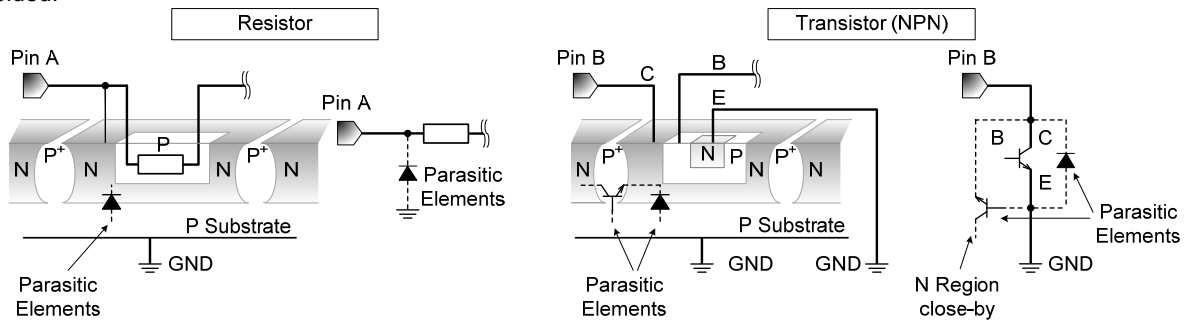 Resistor
Pin A
N
P+
N
P
N
P+
N
P Substrate
GND
Parasitic
Elements
Pin A
Parasitic
Elements
Transistor (NPN)
Pin B
C
B
E
N
P+
N
N
P
N
P+
N
P Substrate
GND
GND
Parasitic
Elements
Pin B
B
C
E
Parasitic
Elements
GND
N Region
close-by